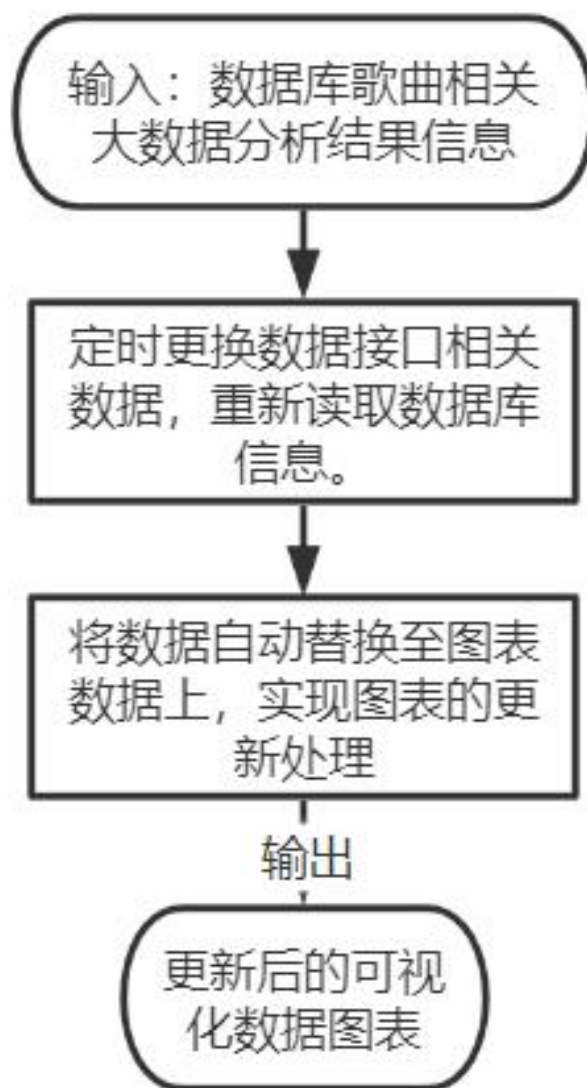 输入：数据库歌曲相关
大数据分析结果信息
定时更换数据接口相关
数据，重新读取数据库
信息。
将数据自动替换至图表
数据上，实现图表的更
新处理
输出
更新后的可视
化数据图表